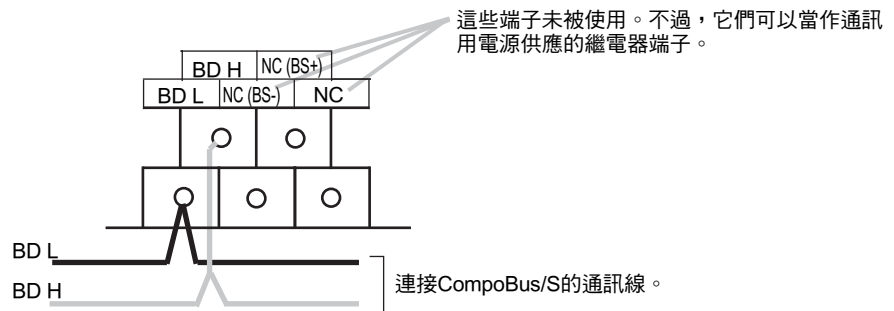 這些端子未被使用。不過，它們可以當作通訊
用電源供應的繼電器端子。
BD H NC (BS+)
BD L NC (BS-) NC
BD L
BD H
連接CompoBus/S的通訊線。